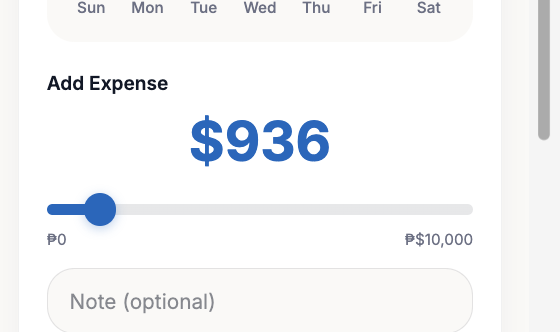 Sun Mon Tue Wed Thu Fri Sat
Add Expense
$936
₱0 ₱$10,000
Note (optional)